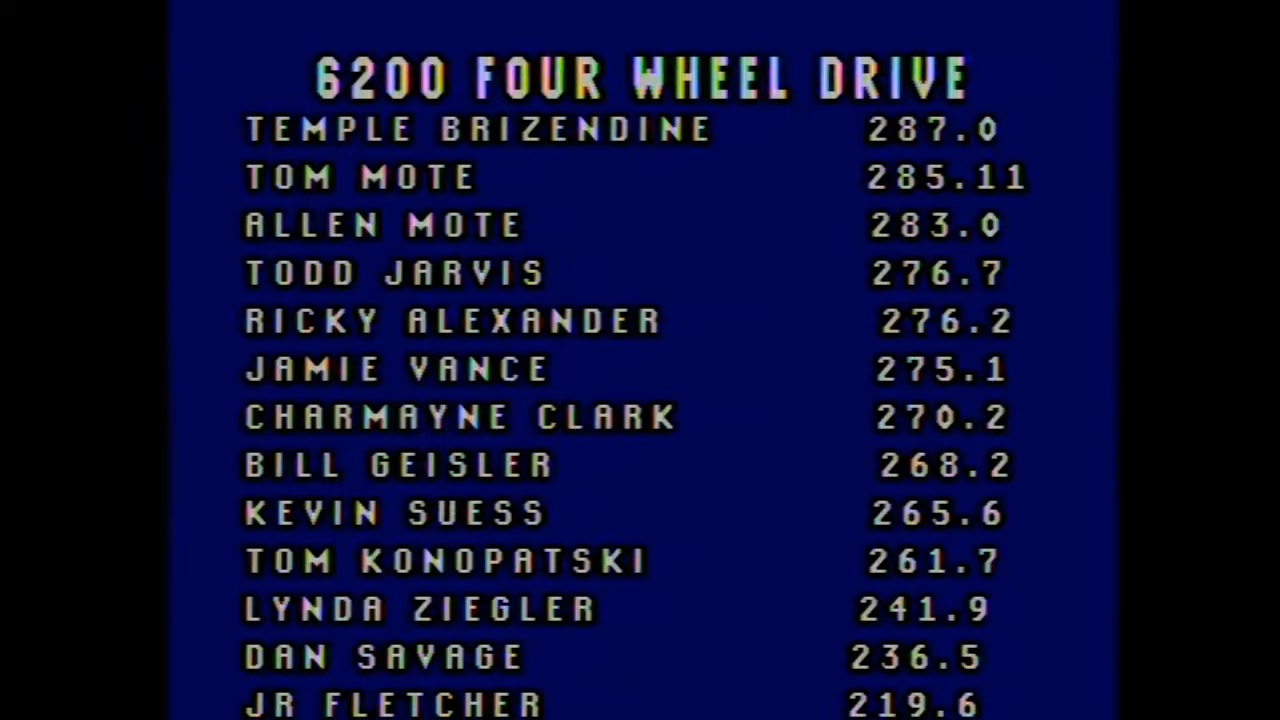 6200 FOUR WHEEL DRIVE
TEMPLE BRIZENDINE 287.0
TOM MOTE 285.11
ALLEN MOTE 283.0
TODD JARVIS 276.7
RICKY ALEXANDER 276.2
JAMIE VANCE 275.1
CHARMAYNE CLARK 270.2
BILL GEISLER 268.2
KEVIN SUESS 265.6
TOM KONOPATSKI 261.7
LYNDA ZIEGLER 241.9
DAN SAVAGE 236.5
JR FLETCHER 219.6